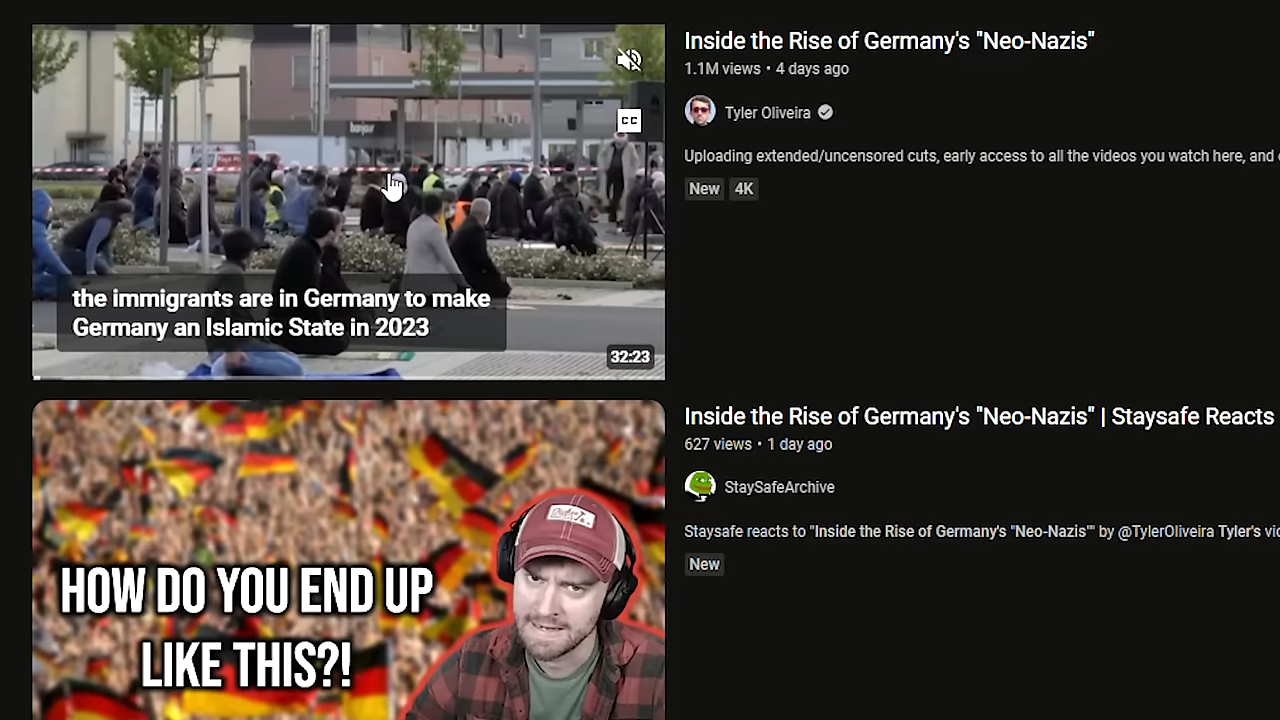 Inside the Rise of Germany's "Neo-Nazis"
1.1M views • 4 days ago
Tyler Oliveira
Uploading extended/uncensored cuts, early access to all the videos you watch here, and
New 4K
CC
bonjour
the immigrants are in Germany to make
Germany an Islamic State in 2023
32:23
Inside the Rise of Germany's "Neo-Nazis" | Staysafe Reacts
627 views • 1 day ago
StaySafeArchive
Staysafe reacts to "Inside the Rise of Germany's "Neo-Nazis"" by @TylerOliveira Tyler's
New
HOW DO YOU END UP
LIKE THIS?!